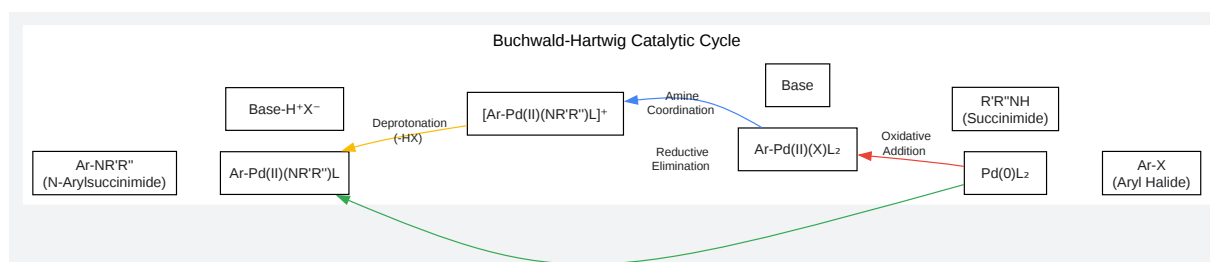 Buchwald-Hartwig Catalytic Cycle
Base
Base-H⁺X⁻
Amine
Coordination
R'R''NH
(Succinimide)
[Ar-Pd(II)(NR'R'')L]⁺
Deprotonation
(-HX)
Oxidative
Addition
Ar-Pd(II)(X)L₂
Reductive
Elimination
Ar-NR'R''
(N-Arylsuccinimide)
Ar-Pd(II)(NR'R'')L
Pd(0)L₂
Ar-X
(Aryl Halide)